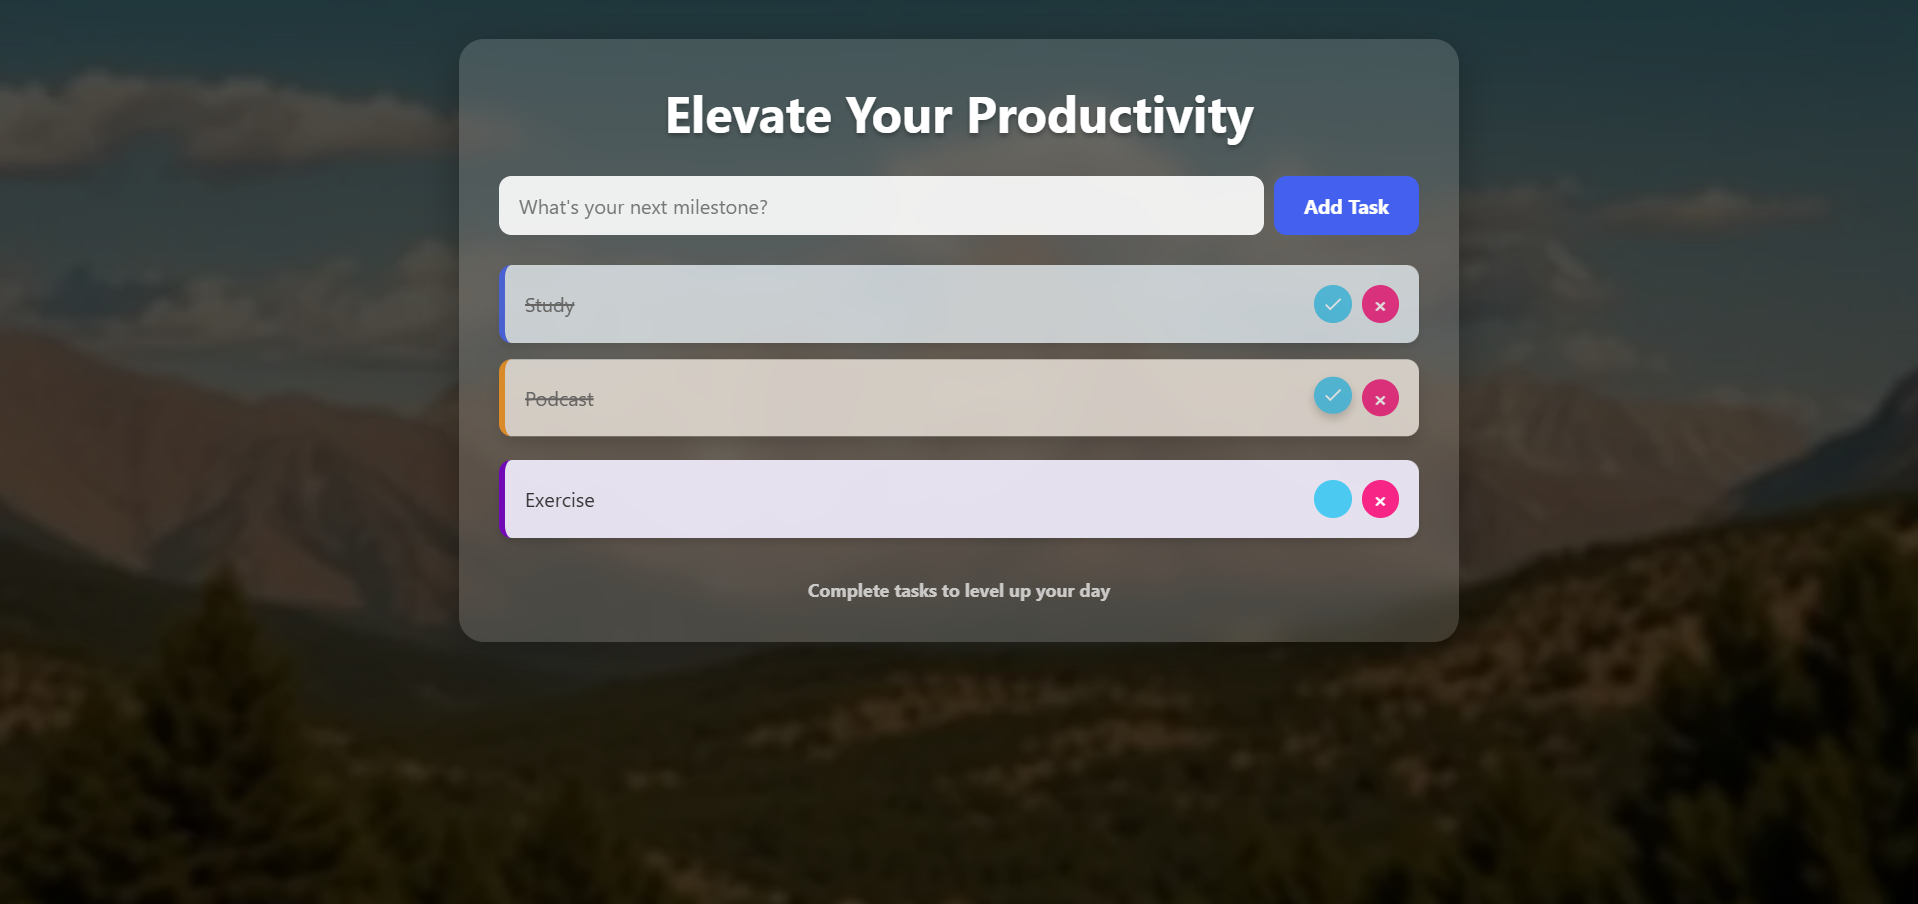 Elevate Your Productivity
What's your next milestone?
Add Task
Study
Podcast
Exercise
Complete tasks to level up your day